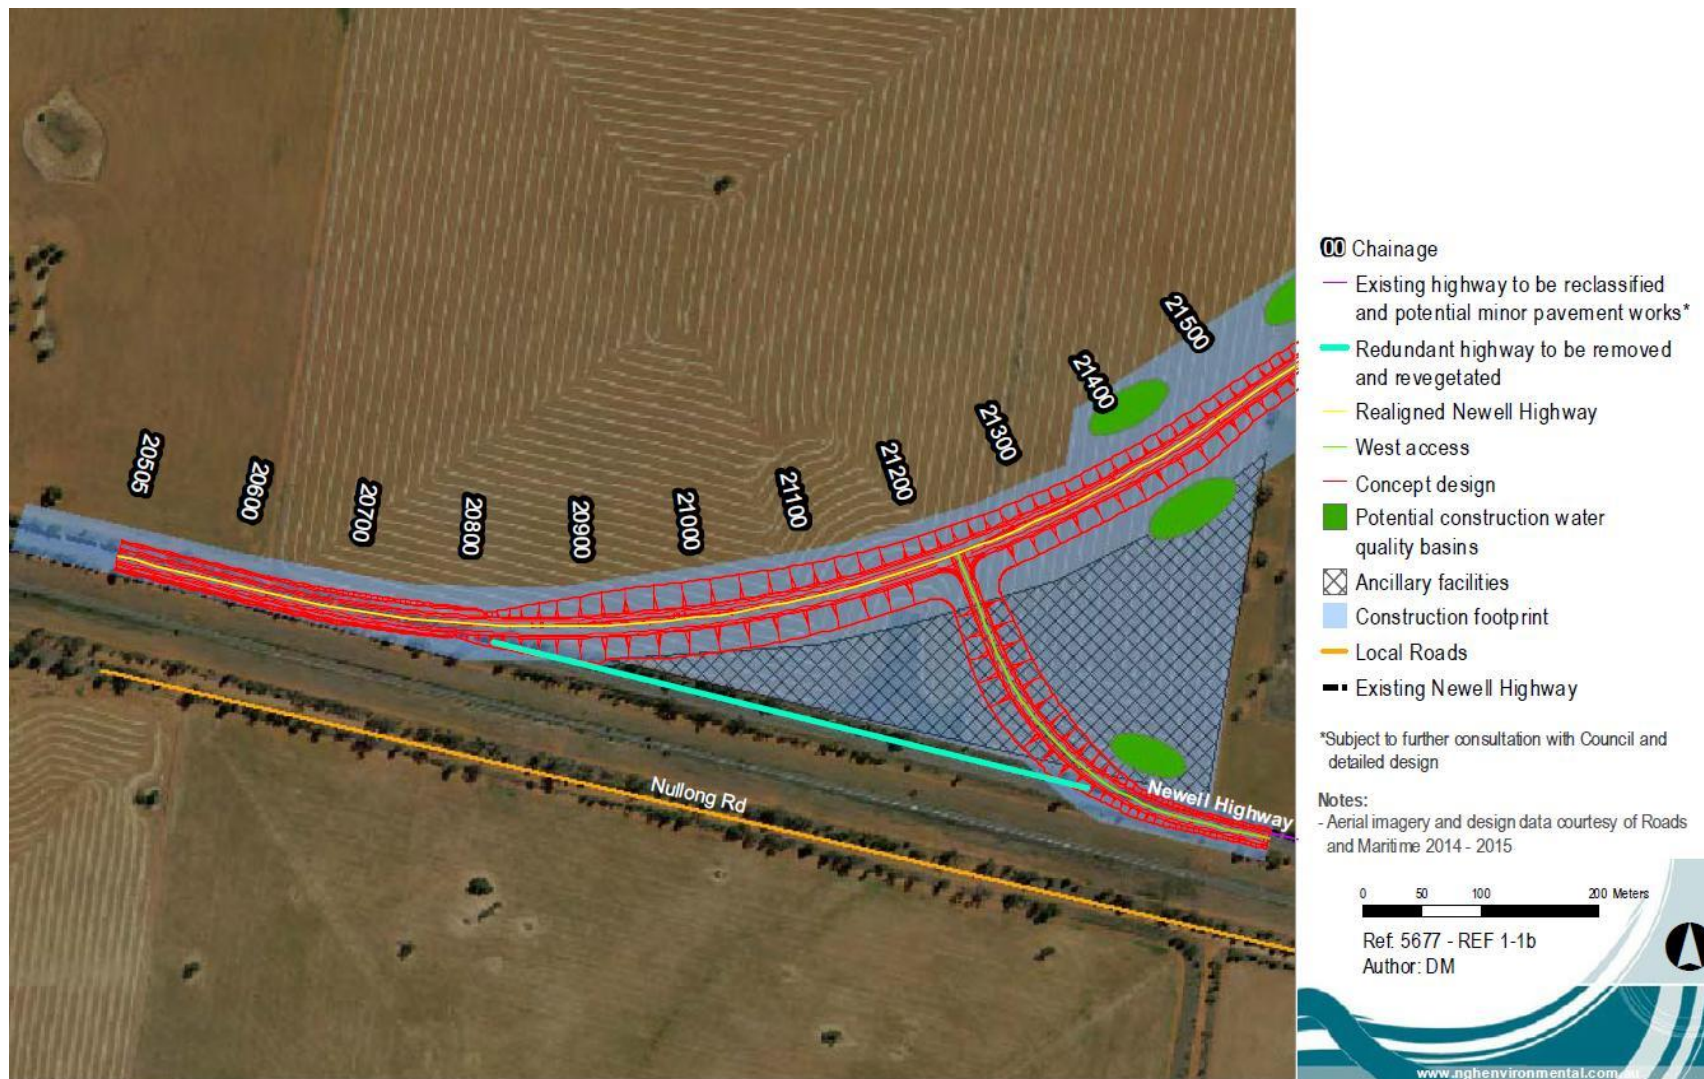 20505
20600
20700
20800
20900
21000
21100
21200
21300
21400
21500
Nullong Rd
Newell Highway
00 Chainage
Existing highway to be reclassified
and potential minor pavement works*
Redundant highway to be removed
and revegetated
Realigned Newell Highway
West access
Concept design
Potential construction water
quality basins
Ancillary facilities
Construction footprint
Local Roads
Existing Newell Highway
*Subject to further consultation with Council and
detailed design
Notes:
- Aerial imagery and design data courtesy of Roads
and Maritime 2014 - 2015
0 50 100 200 Meters
Ref: 5677 - REF 1-1b
Author: DM
www.nghenvironmental.com.au